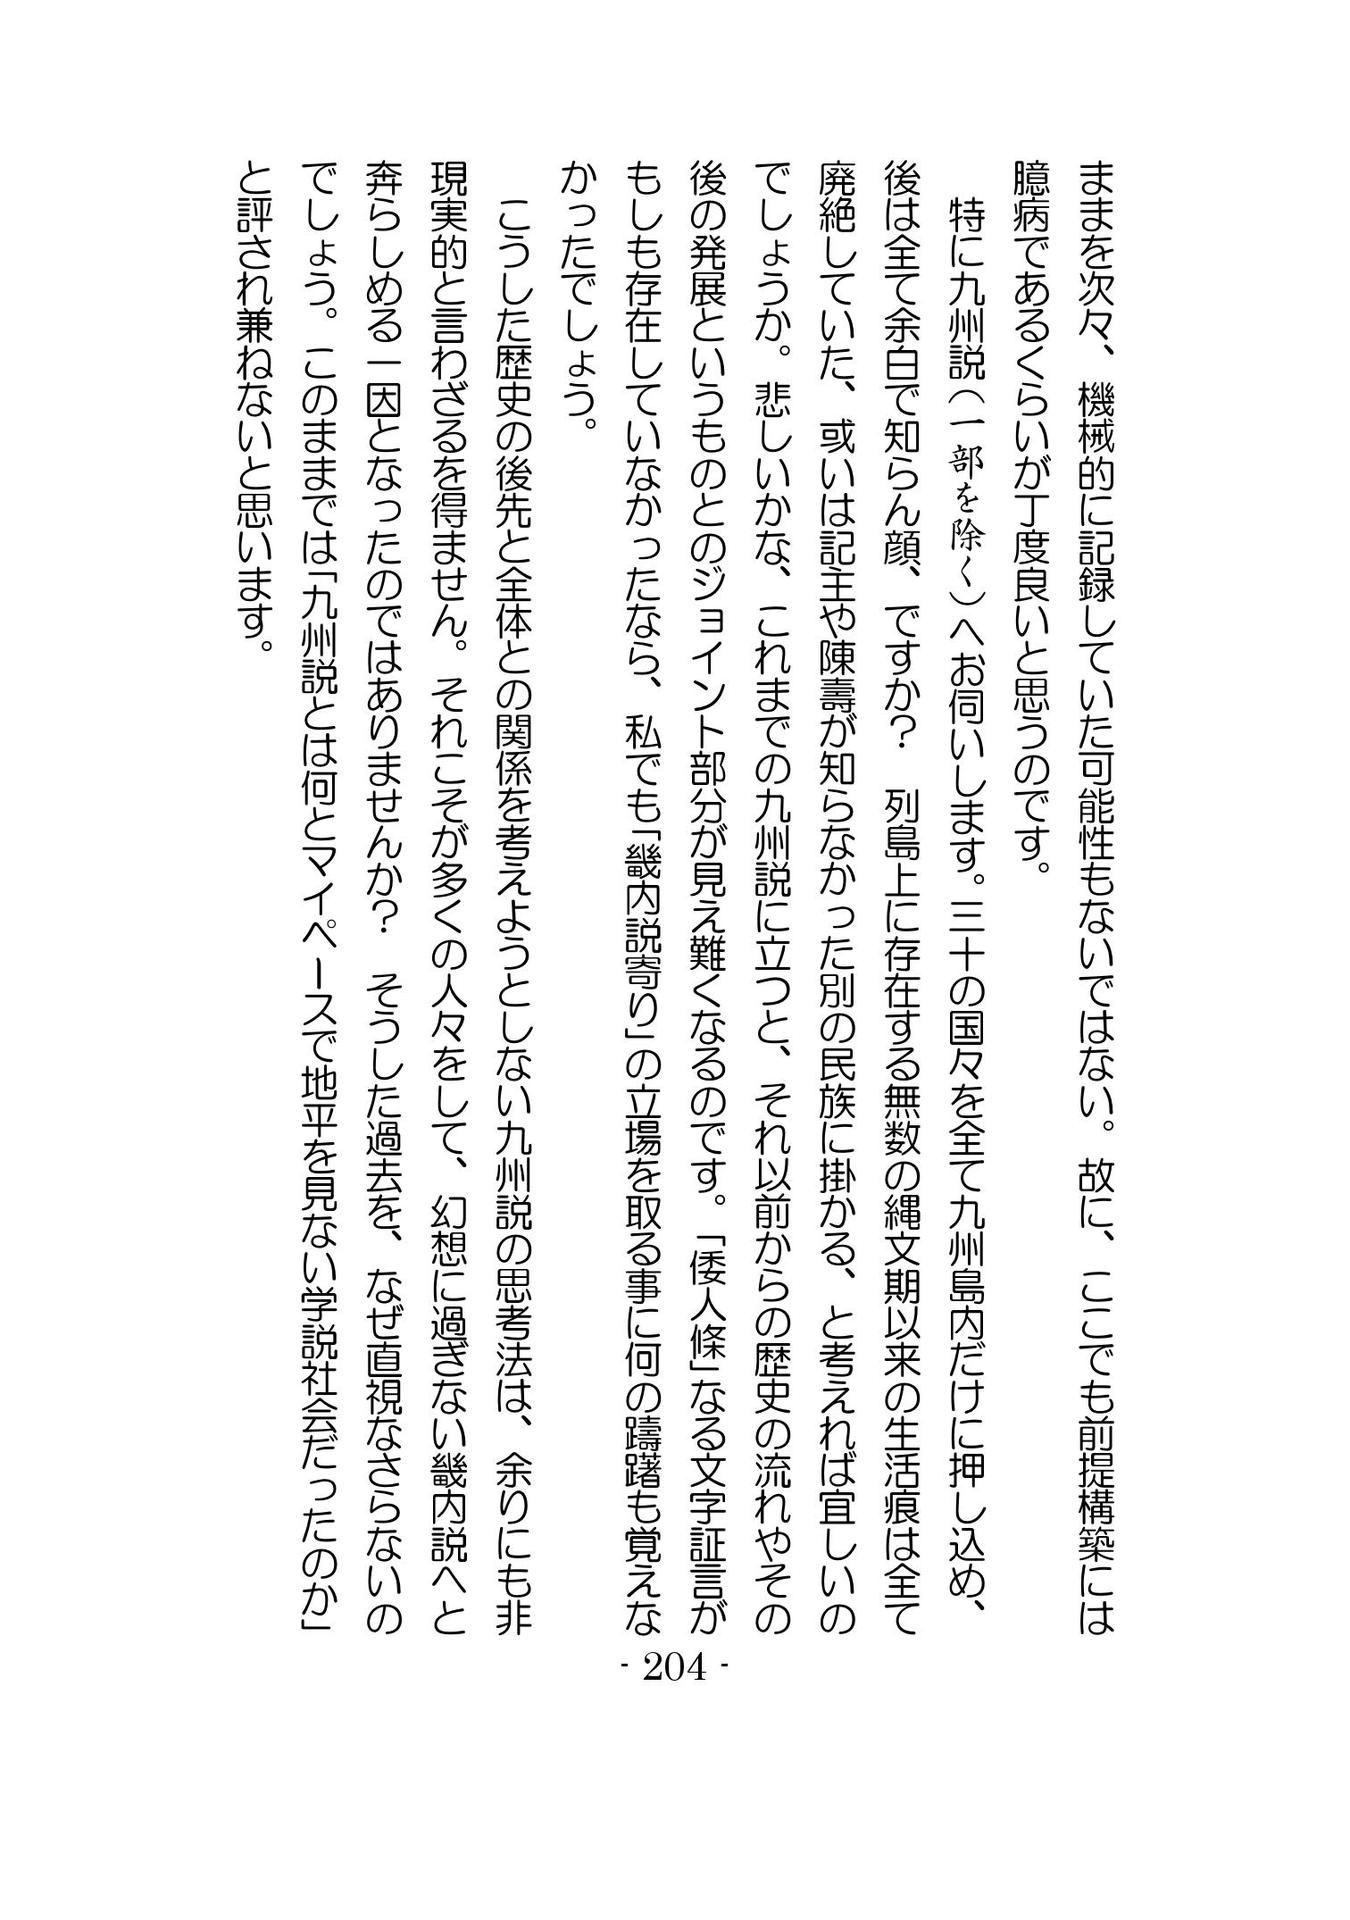 ままを次々、機械的に記録していた可能性もないではない。故に、ここでも前提構築には
臆病であるくらいが丁度良いと思うのです。
　特に九州説（一部を除く）へお伺いします。三十の国々を全て九州島内だけに押し込め、
後は全て余白で知らん顔、ですか？　列島上に存在する無数の縄文期以来の生活痕は全て
廃絶していた、或いは記主や陳壽が知らなかった別の民族に掛かる、と考えれば宜しいの
でしょうか。悲しいかな、これまでの九州説に立つと、それ以前からの歴史の流れやその
後の発展というものとのジョイント部分が見え難くなるのです。「倭人條」なる文字証言が
もしも存在していなかったなら、私でも「畿内説寄り」の立場を取る事に何の躊躇も覚えな
かったでしょう。
　こうした歴史の後先と全体との関係を考えようとしない九州説の思考法は、余りにも非
現実的と言わざるを得ません。それこそが多くの人々をして、幻想に過ぎない畿内説へと
奔らしめる一因となったのではありませんか？　そうした過去を、なぜ直視なさらないの
でしょう。このままでは「九州説とは何とマイペースで地平を見ない学説社会だったのか」
と評され兼ねないと思います。
- 204 -